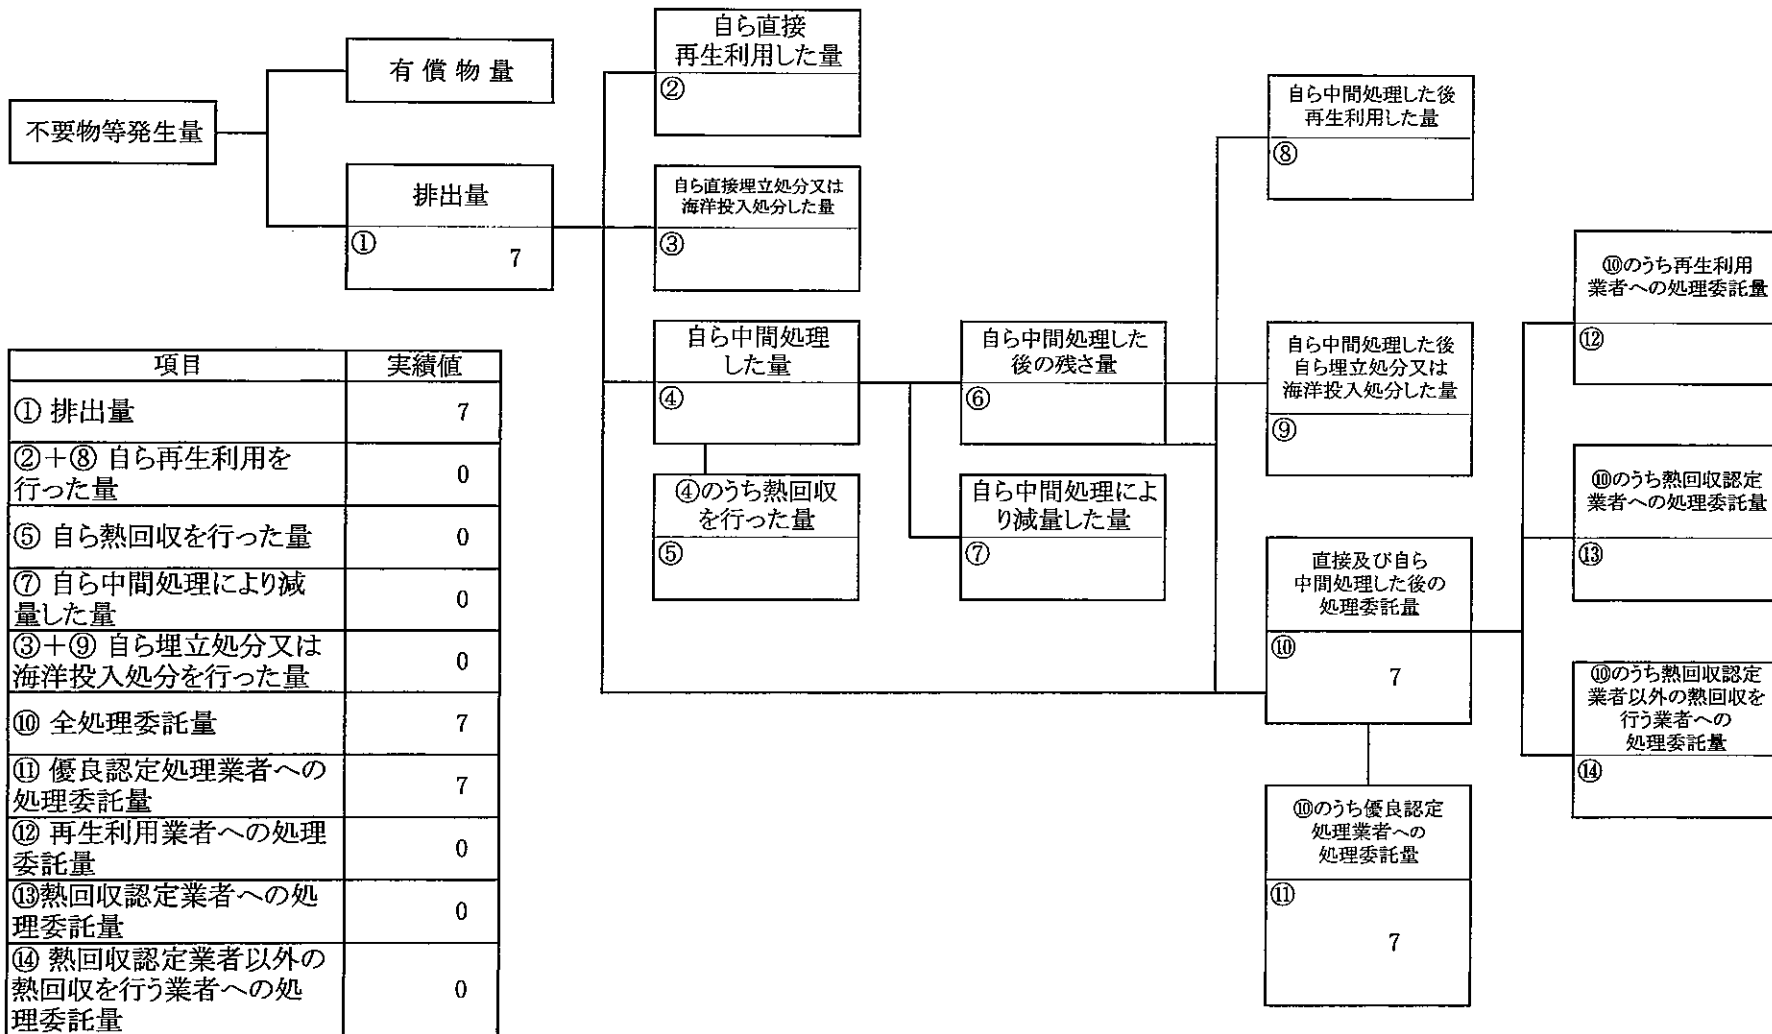 不要物等発生量
有償物量
排出量
①
7
自ら直接
再生利用した量
②
自ら直接埋立処分又は
海洋投入処分した量
③
自ら中間処理
した量
④
④のうち熱回収
を行った量
⑤
自ら中間処理した
後の残さ量
⑥
自ら中間処理によ
り減量した量
⑦
自ら中間処理した後
再生利用した量
⑧
自ら中間処理した後
自ら埋立処分又は
海洋投入処分した量
⑨
直接及び自ら
中間処理した後の
処理委託量
⑩
7
⑩のうち優良認定
処理業者への
処理委託量
⑪
7
⑩のうち再生利用
業者への処理委託量
⑫
⑩のうち熱回収認定
業者への処理委託量
⑬
⑩のうち熱回収認定
業者以外の熱回収を
行う業者への
処理委託量
⑭
項目 実績値
① 排出量 7
②＋⑧ 自ら再生利用を
行った量 0
⑤ 自ら熱回収を行った量 0
⑦ 自ら中間処理により減
量した量 0
③＋⑨ 自ら埋立処分又は
海洋投入処分を行った量 0
⑩ 全処理委託量 7
⑪ 優良認定処理業者への
処理委託量 7
⑫ 再生利用業者への処理
委託量 0
⑬熱回収認定業者への処
理委託量 0
⑭ 熱回収認定業者以外の
熱回収を行う業者への処
理委託量 0